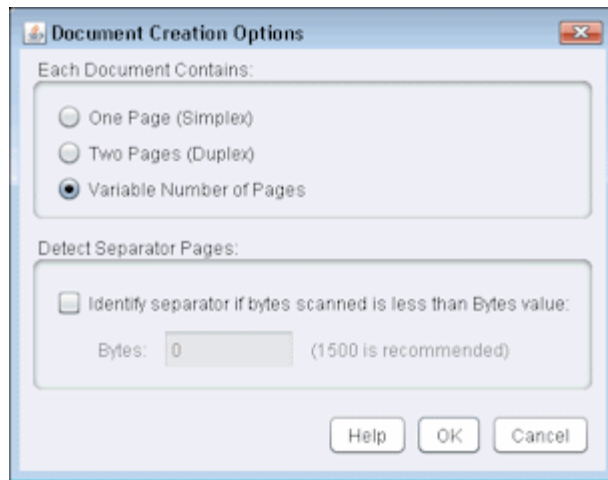 Document Creation Options
Each Document Contains:
One Page (Simplex)
Two Pages (Duplex)
Variable Number of Pages
Detect Separator Pages:
Identify separator if bytes scanned is less than Bytes value:
Bytes: 0 (1500 is recommended)
Help OK Cancel